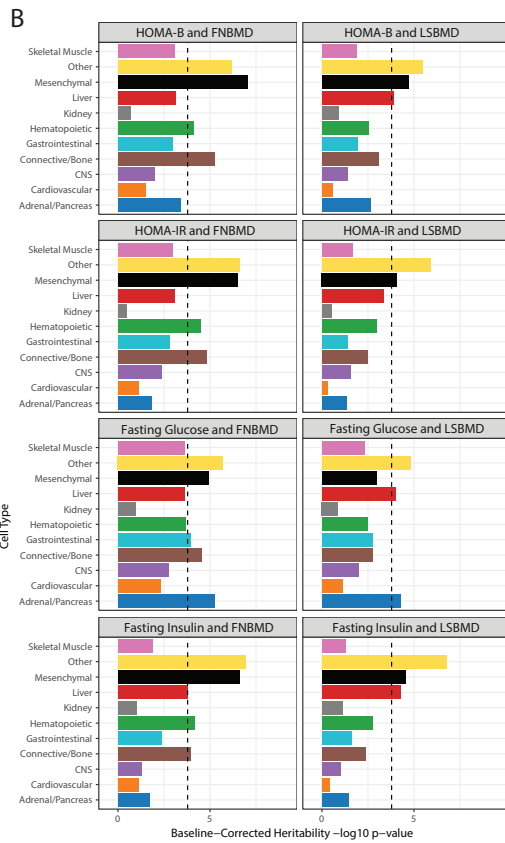 B
HOMA-B and FNBMD
HOMA-B and LSBMD
Skeletal Muscle
Other
Mesenchymal
Liver
Kidney
Hematopoietic
Gastrointestinal
Connective/Bone
CNS
Cardiovascular
Adrenal/Pancreas
HOMA-IR and FNBMD
HOMA-IR and LSBMD
Skeletal Muscle
Other
Mesenchymal
Liver
Kidney
Hematopoietic
Gastrointestinal
Connective/Bone
CNS
Cardiovascular
Adrenal/Pancreas
Cell Type
Fasting Glucose and FNBMD
Fasting Glucose and LSBMD
Skeletal Muscle
Other
Mesenchymal
Liver
Kidney
Hematopoietic
Gastrointestinal
Connective/Bone
CNS
Cardiovascular
Adrenal/Pancreas
Fasting Insulin and FNBMD
Fasting Insulin and LSBMD
Skeletal Muscle
Other
Mesenchymal
Liver
Kidney
Hematopoietic
Gastrointestinal
Connective/Bone
CNS
Cardiovascular
Adrenal/Pancreas
0 5 0 5
Baseline−Corrected Heritability −log10 p−value